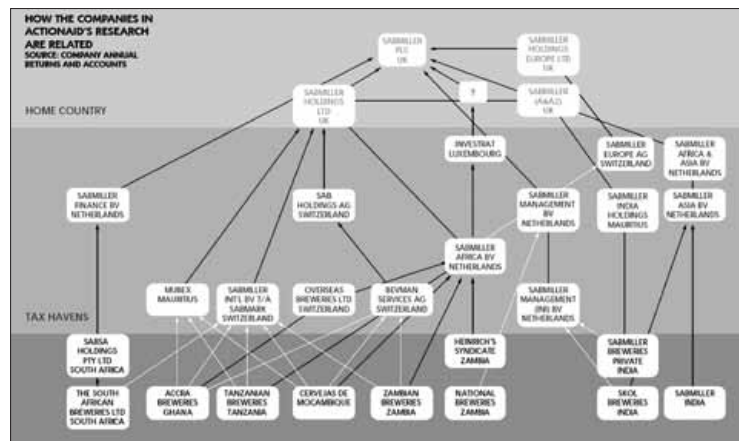 HOW THE COMPANIES IN
ACTIONAID'S RESEARCH
ARE RELATED
SOURCE: COMPANY ANNUAL
RETURNS AND ACCOUNTS
SABMILLER
PLC
UK
SABMILLER
HOLDINGS
EUROPE LTD
UK
SABMILLER
HOLDINGS
LTD
UK
?
SABMILLER
(A&A2)
UK
HOME COUNTRY
INVESTRAT
LUXEMBOURG
SABMILLER
EUROPE AG
SWITZERLAND
SABMILLER
AFRICA &
ASIA BV
NETHERLANDS
SABMILLER
FINANCE BV
NETHERLANDS
SAB
HOLDINGS AG
SWITZERLAND
SABMILLER
MANAGEMENT
BV
NETHERLANDS
SABMILLER
INDIA
HOLDINGS
MAURITIUS
SABMILLER
ASIA BV
NETHERLANDS
SABMILLER
AFRICA BV
NETHERLANDS
MUBEX
MAURITIUS
SABMILLER
INT'L BV T/A
SABMARK
SWITZERLAND
OVERSEAS
BREWERIES LTD
SWITZERLAND
BEVMAN
SERVICES AG
SWITZERLAND
SABMILLER
MANAGEMENT
(IN) BV
NETHERLANDS
TAX HAVENS
SABSA
HOLDINGS
PTY LTD
SOUTH AFRICA
HEINRICH'S
SYNDICATE
ZAMBIA
SABMILLER
BREWERIES
PRIVATE
INDIA
THE SOUTH
AFRICAN
BREWERIES LTD
SOUTH AFRICA
ACCRA
BREWERIES
GHANA
TANZANIAN
BREWERIES
TANZANIA
CERVEJAS DE
MOCAMBIQUE
ZAMBIAN
BREWERIES
ZAMBIA
NATIONAL
BREWERIES
ZAMBIA
SKOL
BREWERIES
INDIA
SABMILLER
INDIA